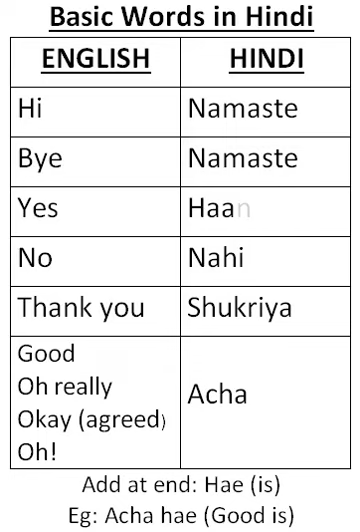 Basic Words in Hindi
ENGLISH HINDI
Hi Namaste
Bye Namaste
Yes Haan
No Nahi
Thank you Shukriya
Good
Oh really
Okay (agreed)
Oh!
Acha
Add at end: Hae (is)
Eg: Acha hae (Good is)